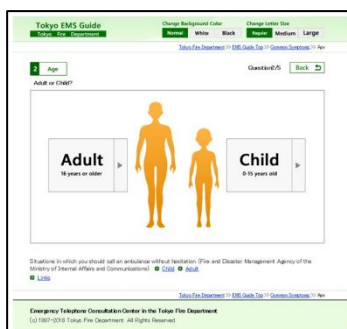 Tokyo EMS Guide
Tokyo Fire Department
Change Background Color
Normal White Black
Change Letter Size
Regular Medium Large
Tokyo Fire Department >> EMS Guide Top >> Common Symptoms >> Age
2 Age
Question2/5
Back
Adult or Child?
Adult
16 years or older
Child
0-15 years old
Situations in which you should call an ambulance without hesitation (Fire and Disaster Management Agency of the
Ministry of Internal Affairs and Communications) Child Adult
Links
Tokyo Fire Department >> EMS Guide Top >> Common Symptoms >> Age
Emergency Telephone Consultation Center in the Tokyo Fire Department
(c) 1997-2018 Tokyo Fire Department All Rights Reserved